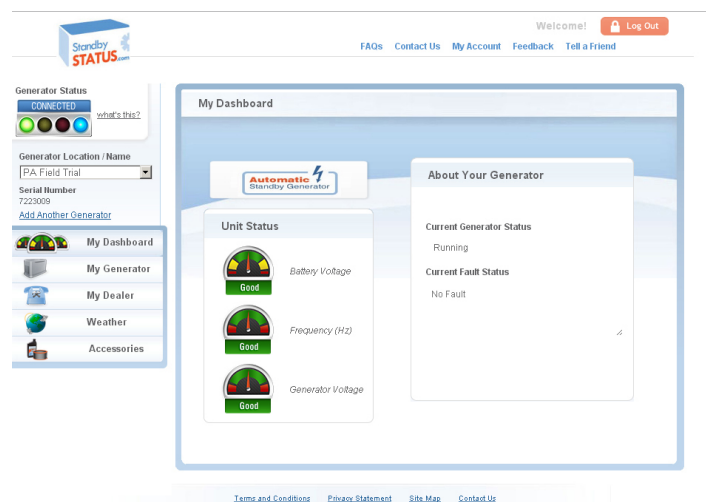 Welcome!
Log Out
Standby
STATUS.com
FAQs Contact Us My Account Feedback Tell a Friend
Generator Status
CONNECTED
what's this?
Generator Location / Name
PA Field Trial
Serial Number
7223009
Add Another Generator
My Dashboard
My Generator
My Dealer
Weather
Accessories
My Dashboard
Automatic
Standby Generator
Unit Status
Good
Battery Voltage
Good
Frequency (Hz)
Good
Generator Voltage
About Your Generator
Current Generator Status
Running
Current Fault Status
No Fault
Terms and Conditions Privacy Statement Site Map Contact Us